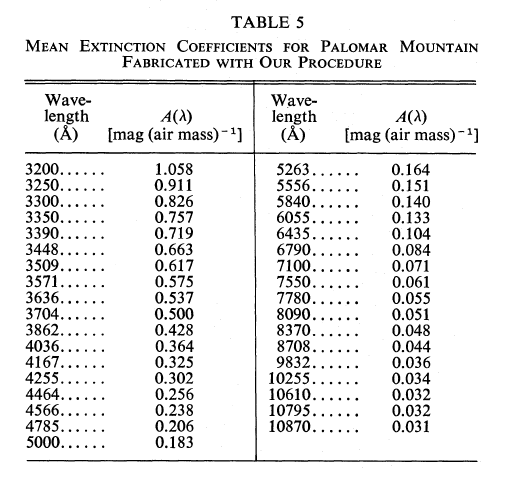 TABLE 5
MEAN EXTINCTION COEFFICIENTS FOR PALOMAR MOUNTAIN
FABRICATED WITH OUR PROCEDURE
Wave-
length
(Å)
A(λ)
[mag (air mass)⁻¹]
Wave-
length
(Å)
A(λ)
[mag (air mass)⁻¹]
3200...... 1.058 5263...... 0.164
3250...... 0.911 5556...... 0.151
3300...... 0.826 5840...... 0.140
3350...... 0.757 6055...... 0.133
3390...... 0.719 6435...... 0.104
3448...... 0.663 6790...... 0.084
3509...... 0.617 7100...... 0.071
3571...... 0.575 7550...... 0.061
3636...... 0.537 7780...... 0.055
3704...... 0.500 8090...... 0.051
3862...... 0.428 8370...... 0.048
4036...... 0.364 8708...... 0.044
4167...... 0.325 9832...... 0.036
4255...... 0.302 10255...... 0.034
4464...... 0.256 10610...... 0.032
4566...... 0.238 10795...... 0.032
4785...... 0.206 10870...... 0.031
5000...... 0.183